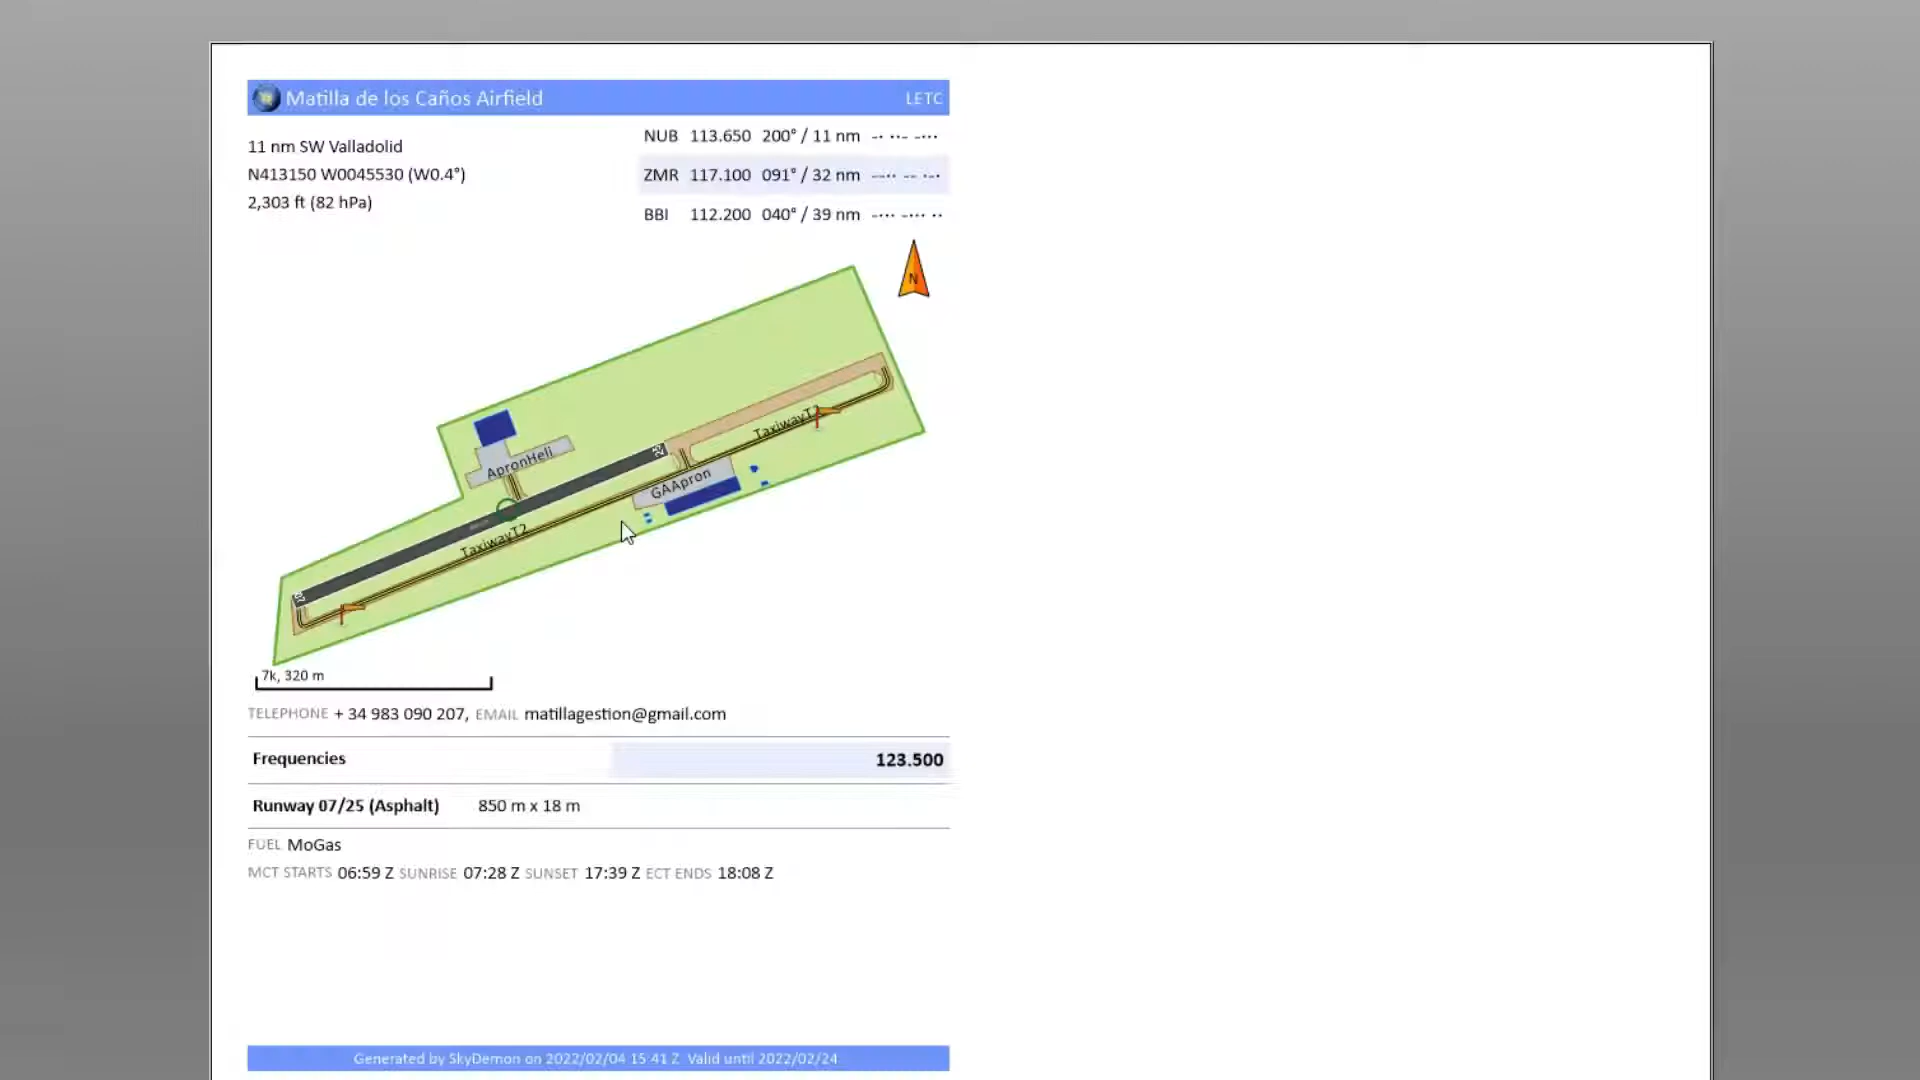 Matilla de los Caños Airfield LETC
11 nm SW Valladolid
N413150 W0045530 (W0.4°)
2,303 ft (82 hPa)
NUB 113.650 200° / 11 nm -· ··- -···
ZMR 117.100 091° / 32 nm --·· -- ·-·
BBI 112.200 040° / 39 nm -··· -··· ··
N
TaxiwayT1
25
ApronHeli
GAApron
TaxiwayT2
07
7k, 320 m
TELEPHONE + 34 983 090 207, EMAIL matillagestion@gmail.com
Frequencies 123.500
Runway 07/25 (Asphalt) 850 m x 18 m
FUEL MoGas
MCT STARTS 06:59 Z SUNRISE 07:28 Z SUNSET 17:39 Z ECT ENDS 18:08 Z
Generated by SkyDemon on 2022/02/04 15:41 Z Valid until 2022/02/24